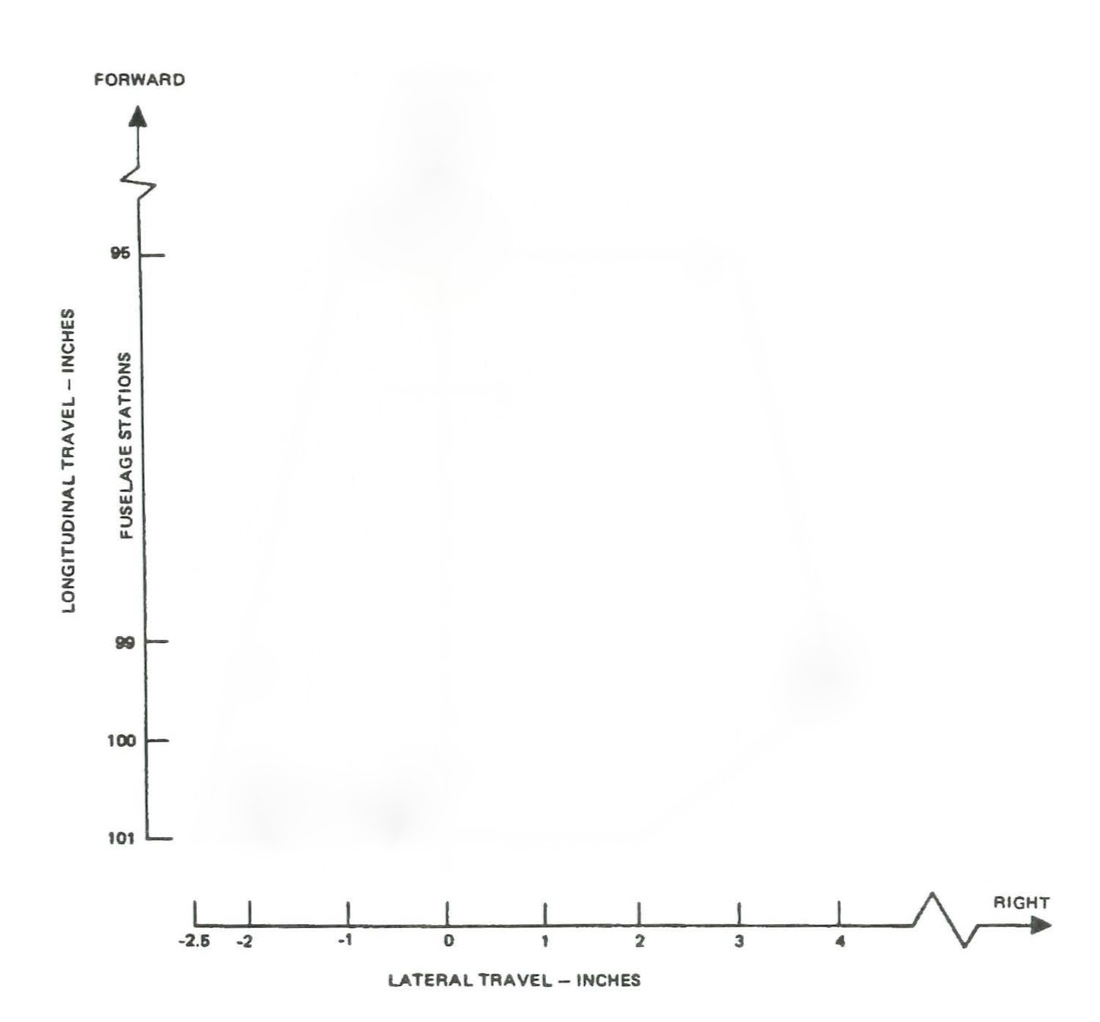 FORWARD
95
LONGITUDINAL TRAVEL – INCHES
FUSELAGE STATIONS
99
100
101
RIGHT
-2.5 -2 -1 0 1 2 3 4
LATERAL TRAVEL – INCHES